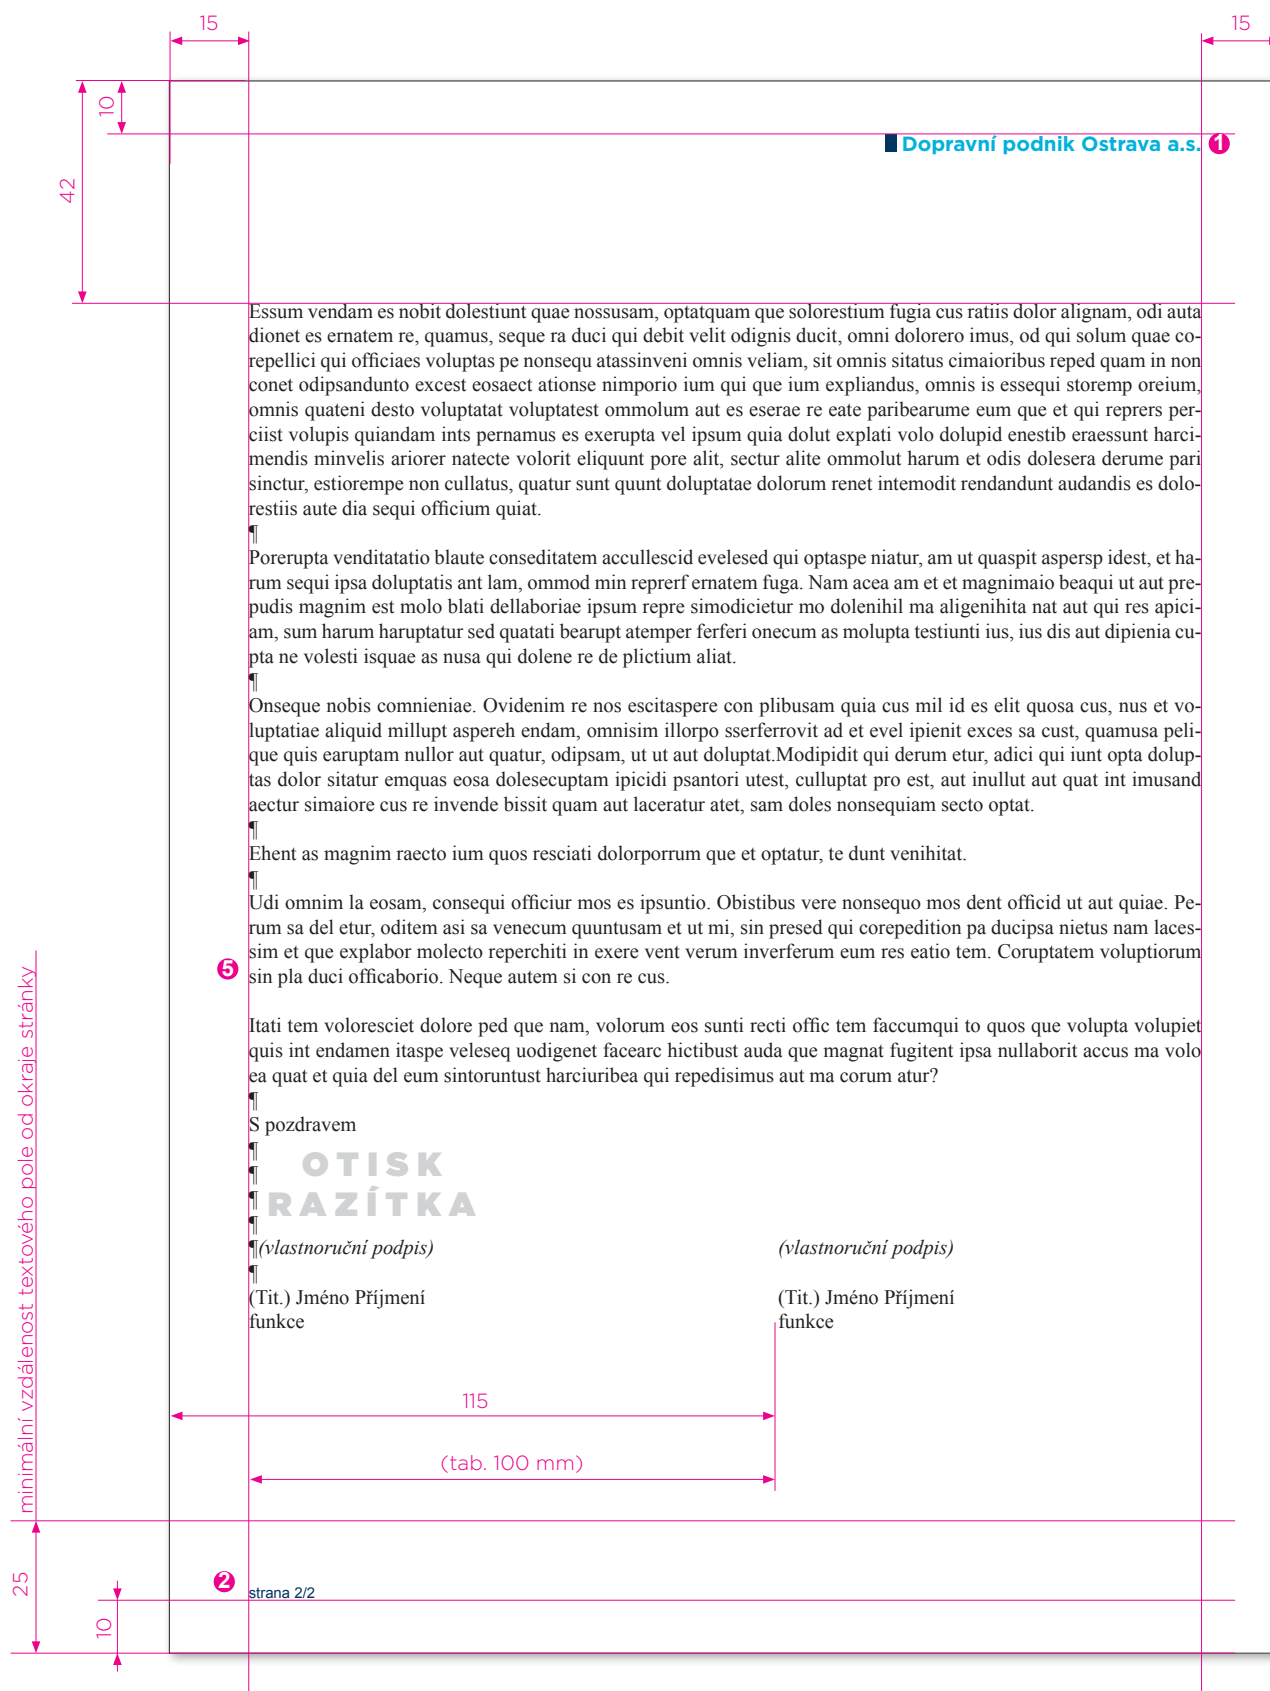 15
15
10
Dopravní podnik Ostrava a.s. 1
42
Essum vendam es nobit dolestiunt quae nossusam, optatquam que solorestium fugia cus ratiis dolor alignam, odi auta
dionet es ernatem re, quamus, seque ra duci qui debit velit odignis ducit, omni dolorero imus, od qui solum quae co-
repellici qui officiaes voluptas pe nonsequ atassinveni omnis veliam, sit omnis sitatus cimaioribus reped quam in non
conet odipsandunto excest eosaect ationse nimporio ium qui que ium expliandus, omnis is essequi storemp oreium,
omnis quateni desto voluptatat voluptatest ommolum aut es eserae re eate paribearume eum que et qui reprers per-
ciist volupis quiandam ints pernamus es exerupta vel ipsum quia dolut explati volo dolupid enestib eraessunt harci-
mendis minvelis ariorer natecte volorit eliquunt pore alit, sectur alite ommolut harum et odis dolesera derume pari
sinctur, estiorempe non cullatus, quatur sunt quunt doluptatae dolorum renet intemodit rendandunt audandis es dolo-
restiis aute dia sequi officium quiat.
¶
Porerupta venditatatio blaute conseditatem accullescid evelesed qui optaspe niatur, am ut quaspit aspersp idest, et ha-
rum sequi ipsa doluptatis ant lam, ommod min reprerf ernatem fuga. Nam acea am et et magnimaio beaqui ut aut pre-
pudis magnim est molo blati dellaboriae ipsum repre simodicietur mo dolenihil ma aligenihita nat aut qui res apici-
am, sum harum haruptatur sed quatati bearupt atemper ferferi onecum as molupta testiunti ius, ius dis aut dipienia cu-
pta ne volesti isquae as nusa qui dolene re de plictium aliat.
¶
Onseque nobis comnieniae. Ovidenim re nos escitaspere con plibusam quia cus mil id es elit quosa cus, nus et vo-
luptatiae aliquid millupt aspereh endam, omnisim illorpo sserferrovit ad et evel ipienit exces sa cust, quamusa peli-
que quis earuptam nullor aut quatur, odipsam, ut ut aut doluptat.Modipidit qui derum etur, adici qui iunt opta dolup-
tas dolor sitatur emquas eosa dolesecuptam ipicidi psantori utest, culluptat pro est, aut inullut aut quat int imusand
aectur simaiore cus re invende bissit quam aut laceratur atet, sam doles nonsequiam secto optat.
¶
Ehent as magnim raecto ium quos resciati dolorporrum que et optatur, te dunt venihitat.
¶
Udi omnim la eosam, consequi officiur mos es ipsuntio. Obistibus vere nonsequo mos dent officid ut aut quiae. Pe-
rum sa del etur, oditem asi sa venecum quuntusam et ut mi, sin presed qui corepedition pa ducipsa nietus nam laces-
sim et que explabor molecto reperchiti in exere vent verum inverferum eum res eatio tem. Coruptatem voluptiorum
5 sin pla duci officaborio. Neque autem si con re cus.
Itati tem voloresciet dolore ped que nam, volorum eos sunti recti offic tem faccumqui to quos que volupta volupiet
quis int endamen itaspe veleseq uodigenet facearc hictibust auda que magnat fugitent ipsa nullaborit accus ma volo
ea quat et quia del eum sintoruntust harciuribea qui repedisimus aut ma corum atur?
¶
S pozdravem
¶
¶ OTISK
¶ RAZÍTKA
¶
¶(vlastnoruční podpis) (vlastnoruční podpis)
¶
(Tit.) Jméno Příjmení (Tit.) Jméno Příjmení
funkce funkce
115
(tab. 100 mm)
minimální vzdálenost textového pole od okraje stránky
25
2 strana 2/2
10